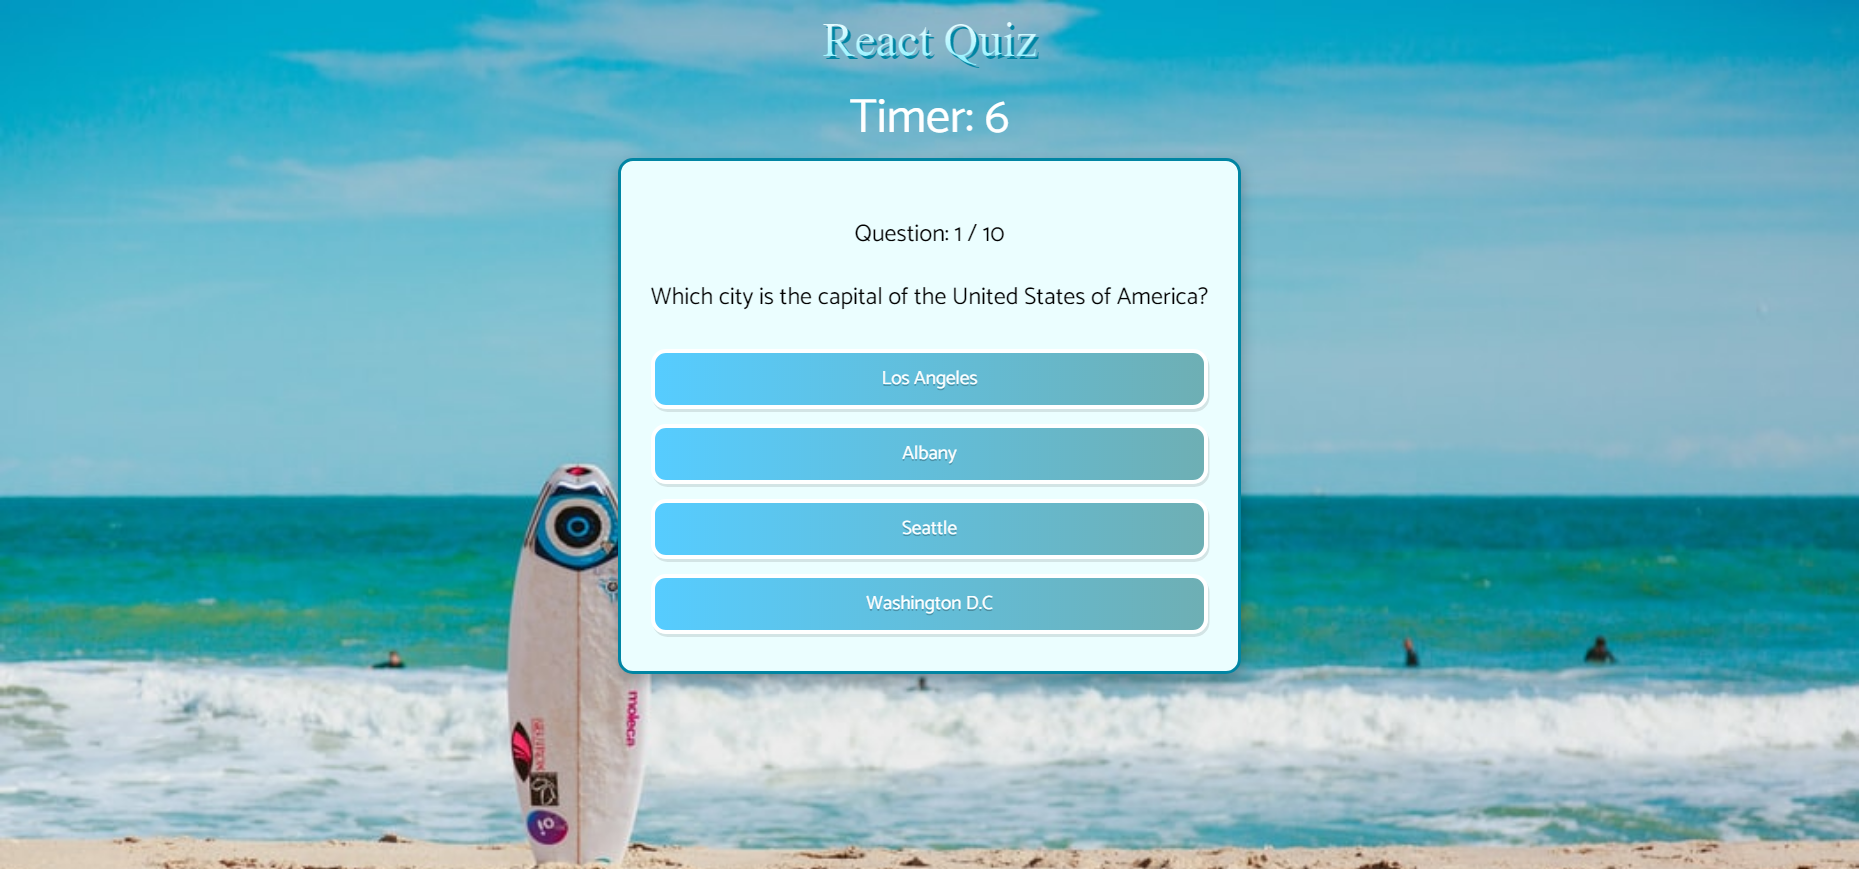 React Quiz
Timer: 6
Question: 1 / 10
Which city is the capital of the United States of America?
Los Angeles
Albany
Seattle
Washington D.C
moleca
oi